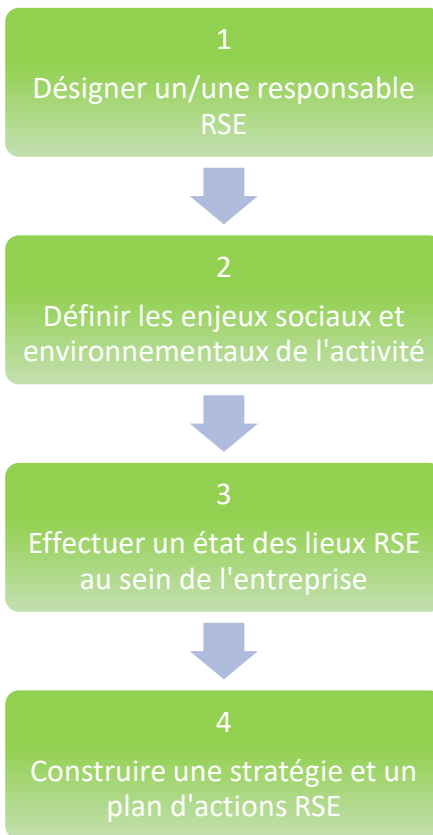 1
Désigner un/une responsable
RSE
2
Définir les enjeux sociaux et
environnementaux de l'activité
3
Effectuer un état des lieux RSE
au sein de l'entreprise
4
Construire une stratégie et un
plan d'actions RSE